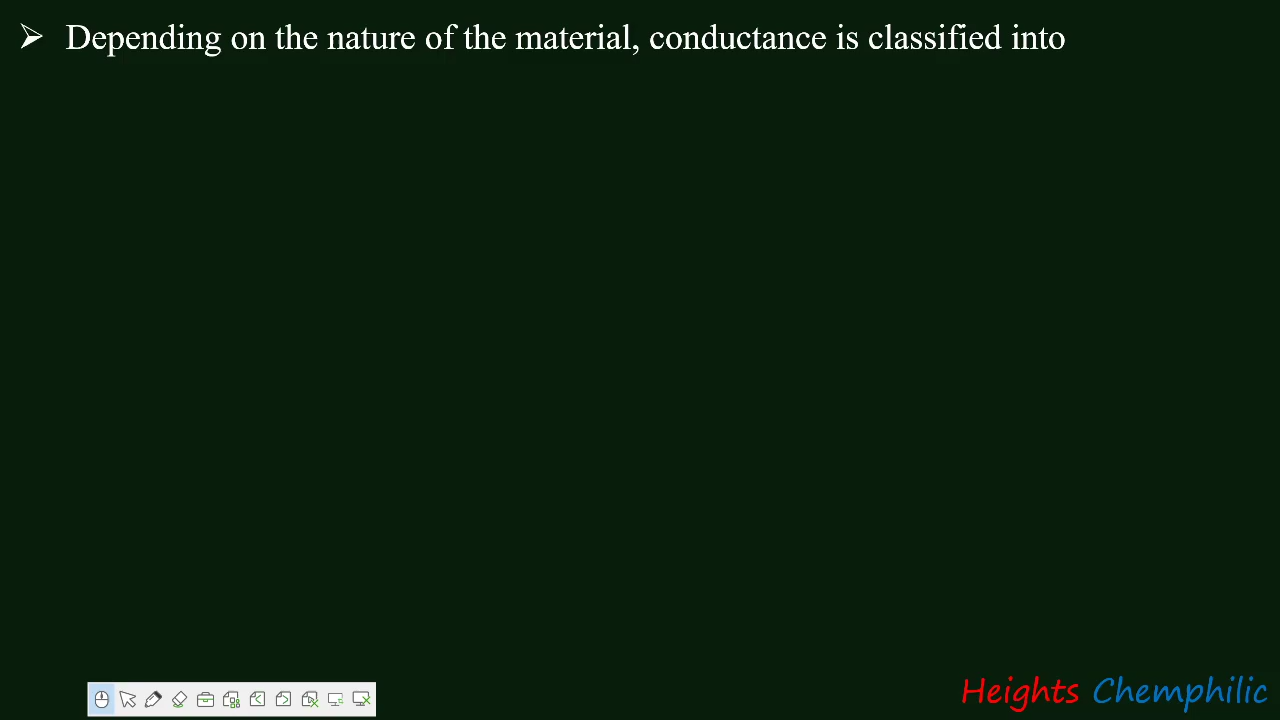 Depending on the nature of the material, conductance is classified into
Heights Chemphilic